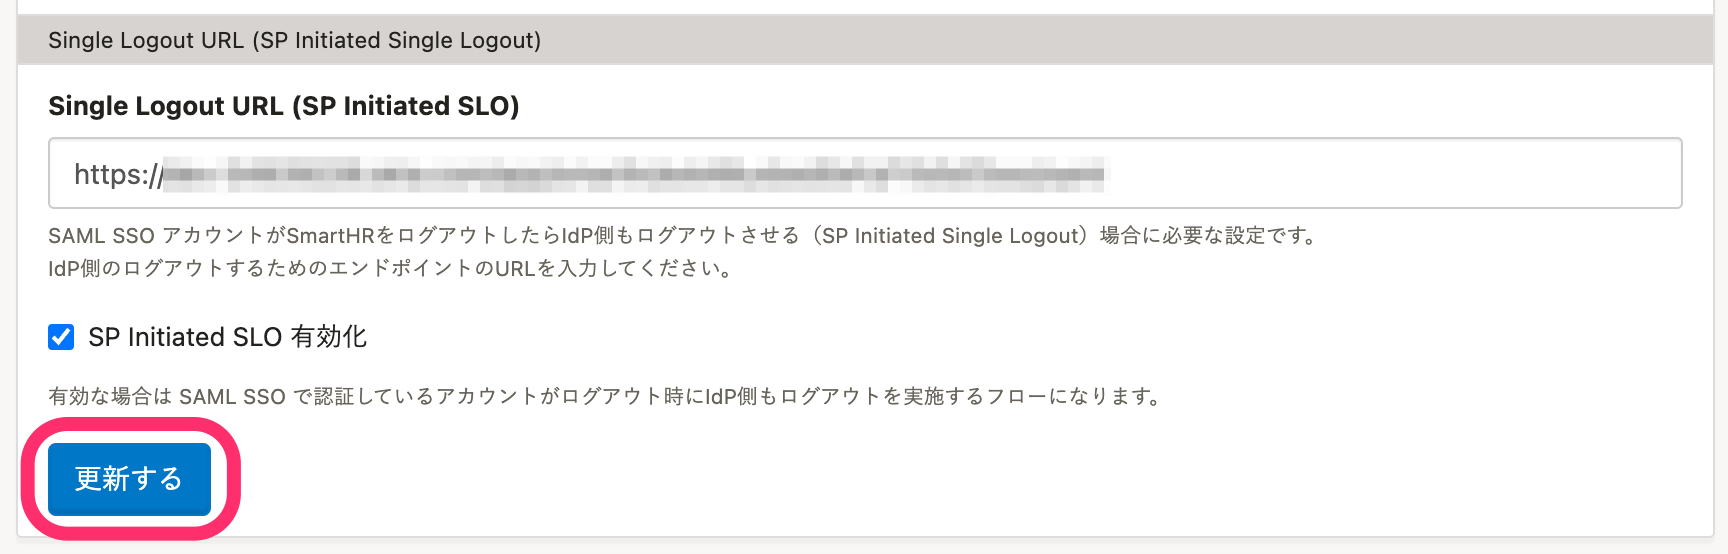 Single Logout URL (SP Initiated Single Logout)
Single Logout URL (SP Initiated SLO)
https://
SAML SSO アカウントがSmartHRをログアウトしたらIdP側もログアウトさせる（SP Initiated Single Logout）場合に必要な設定です。
IdP側のログアウトするためのエンドポイントのURLを入力してください。
SP Initiated SLO 有効化
有効な場合は SAML SSO で認証しているアカウントがログアウト時にIdP側もログアウトを実施するフローになります。
更新する